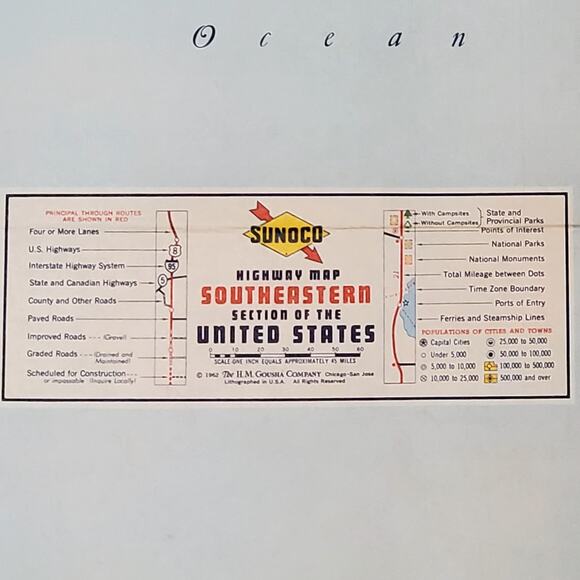 Ocean
PRINCIPAL THROUGH ROUTES
ARE SHOWN IN RED
Four or More Lanes
U.S. Highways
8
Interstate Highway System
95
State and Canadian Highways
5
County and Other Roads
Paved Roads
Improved Roads --- (Gravel)
Graded Roads --- (Drained and
Maintained)
Scheduled for Construction ---
or impassable (Inquire Locally)
SUNOCO
HIGHWAY MAP
SOUTHEASTERN
SECTION OF THE
UNITED STATES
0 10 20 30 40 50 60
SCALE-ONE INCH EQUALS APPROXIMATELY 45 MILES
© 1962 The H.M. GOUSHA COMPANY Chicago-San Jose
Lithographed in U.S.A. All Rights Reserved
With Campsites
Without Campsites
State and
Provincial Parks
Points of Interest
National Parks
National Monuments
Total Mileage between Dots
Time Zone Boundary
Ports of Entry
Ferries and Steamship Lines
POPULATIONS OF CITIES AND TOWNS
Capital Cities
25,000 to 50,000
Under 5,000
50,000 to 100,000
5,000 to 10,000
100,000 to 500,000
10,000 to 25,000
500,000 and over